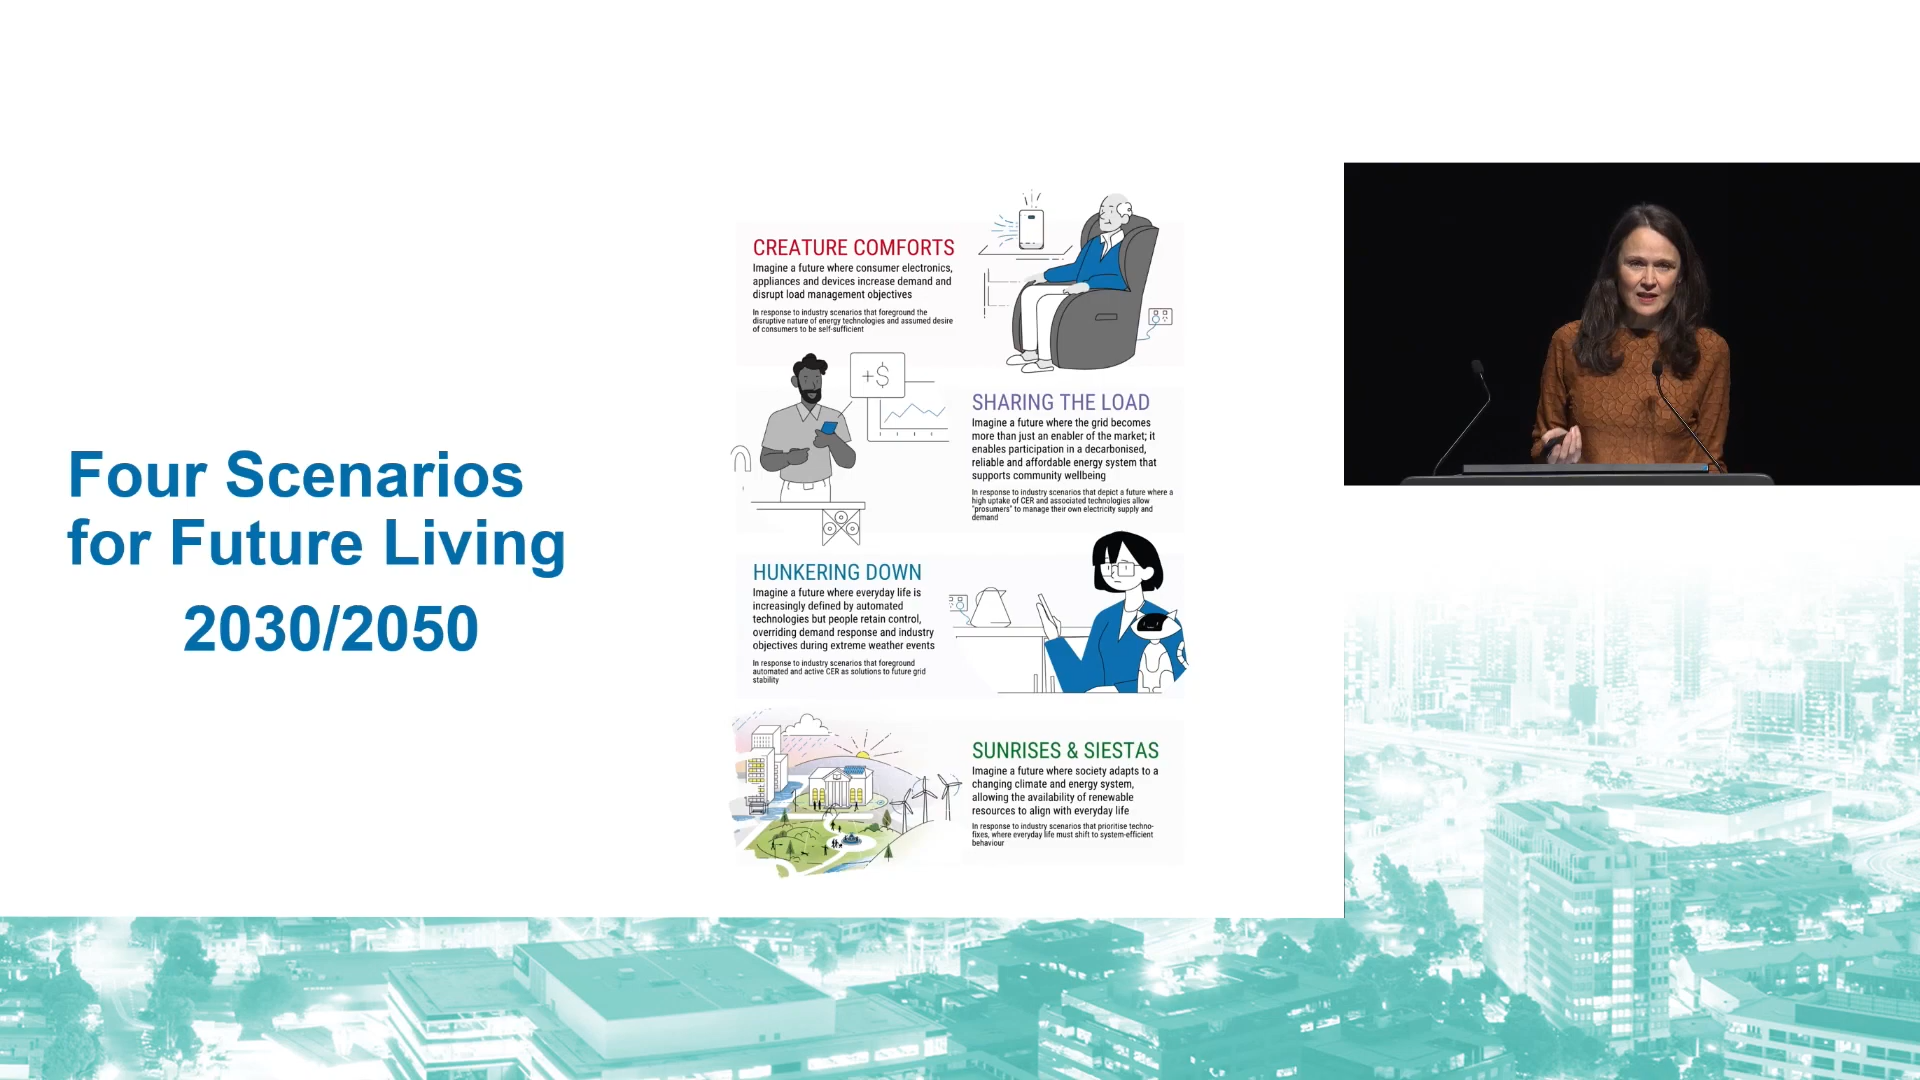 Four Scenarios
for Future Living
2030/2050
CREATURE COMFORTS
Imagine a future where consumer electronics,
appliances and devices increase demand and
disrupt load management objectives
In response to industry scenarios that foreground the
disruptive nature of energy technologies and assumed desire
of consumers to be self-sufficient
+$
SHARING THE LOAD
Imagine a future where the grid becomes
more than just an enabler of the market; it
enables participation in a decarbonised,
reliable and affordable energy system that
supports community wellbeing
In response to industry scenarios that depict a future where a
high uptake of CER and associated technologies allow
"prosumers" to manage their own electricity supply and
demand
HUNKERING DOWN
Imagine a future where everyday life is
increasingly defined by automated
technologies but people retain control,
overriding demand response and industry
objectives during extreme weather events
In response to industry scenarios that foreground
automated and active CER as solutions to future grid
stability
SUNRISES & SIESTAS
Imagine a future where society adapts to a
changing climate and energy system,
allowing the availability of renewable
resources to align with everyday life
In response to industry scenarios that prioritise techno-
fixes, where everyday life must shift to system-efficient
behaviour